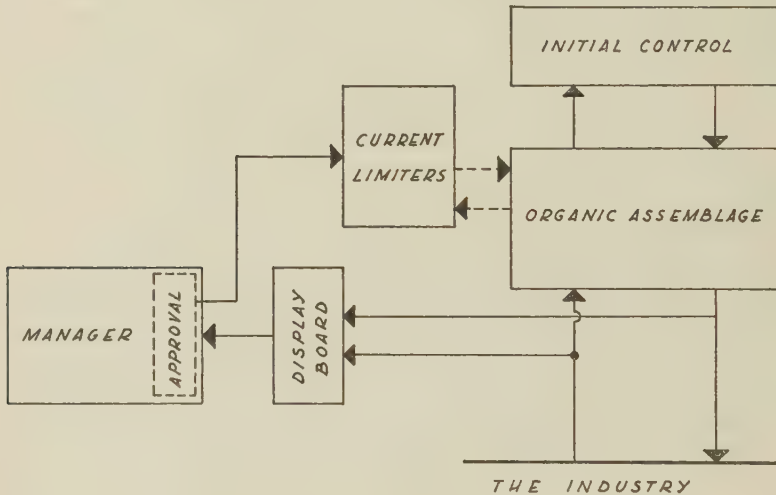 INITIAL CONTROL
CURRENT
LIMITERS
ORGANIC ASSEMBLAGE
MANAGER
APPROVAL
DISPLAY
BOARD
THE INDUSTRY